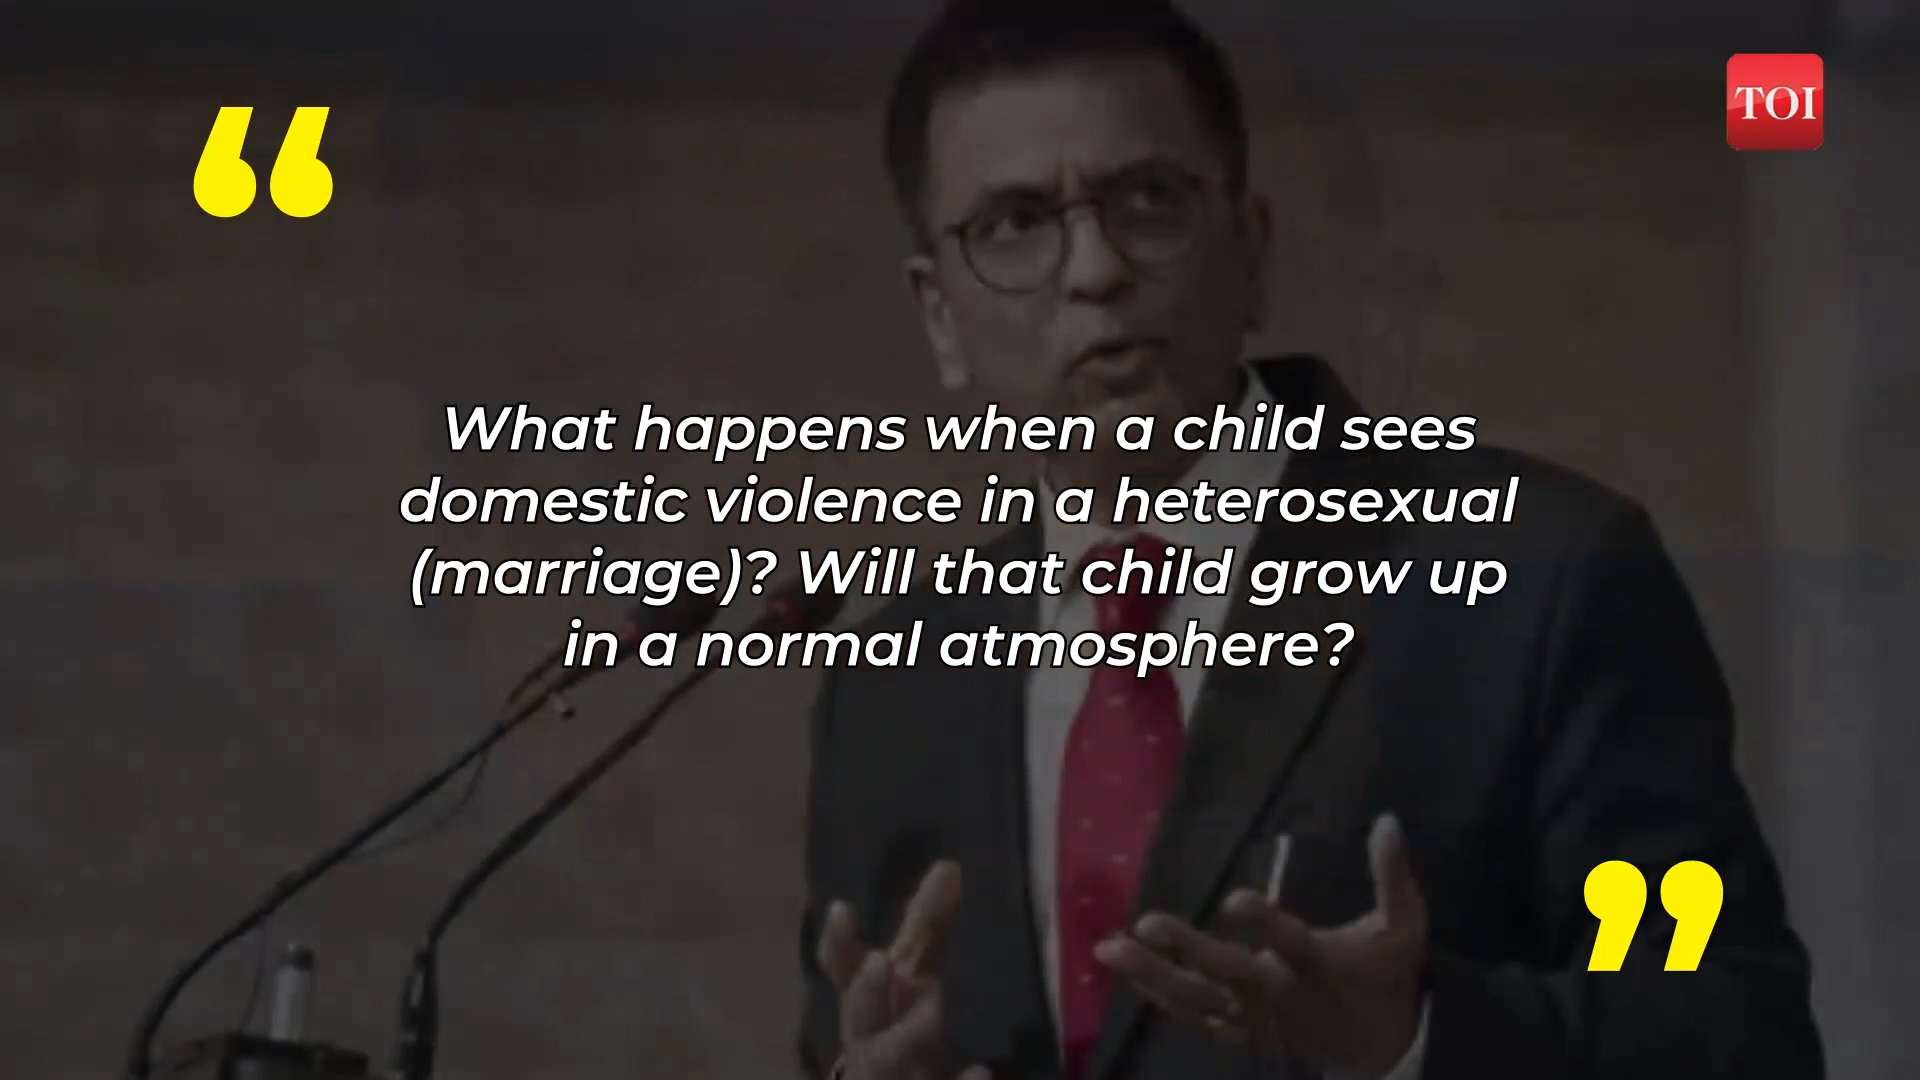 TOI
“
What happens when a child sees
domestic violence in a heterosexual
(marriage)? Will that child grow up
in a normal atmosphere?
”